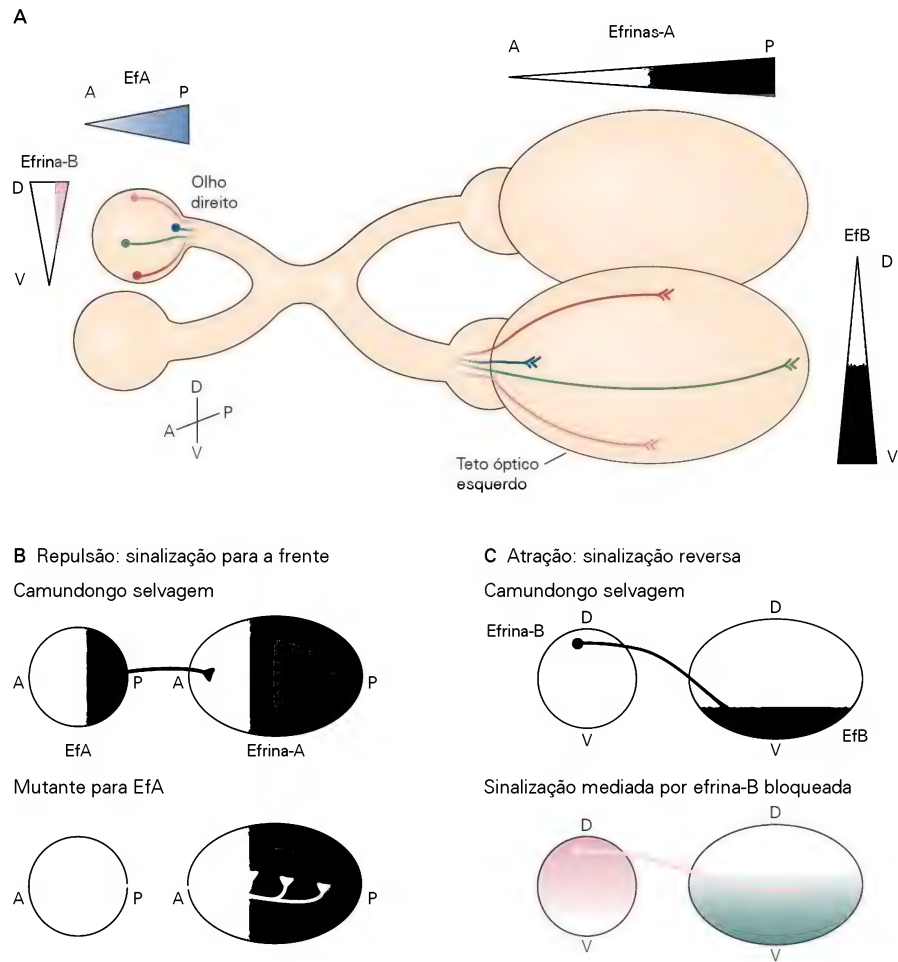 A
Efrinas-A
A P
EfA
A P
Efrina-B
D
V
Olho
direito
EfB
D
V
D
A P
V
Teto óptico
esquerdo
B Repulsão: sinalização para a frente
Camundongo selvagem
A P A P
EfA Efrina-A
Mutante para EfA
A P A P
C Atração: sinalização reversa
Camundongo selvagem
D D
Efrina-B
V V EfB
Sinalização mediada por efrina-B bloqueada
D D
V V